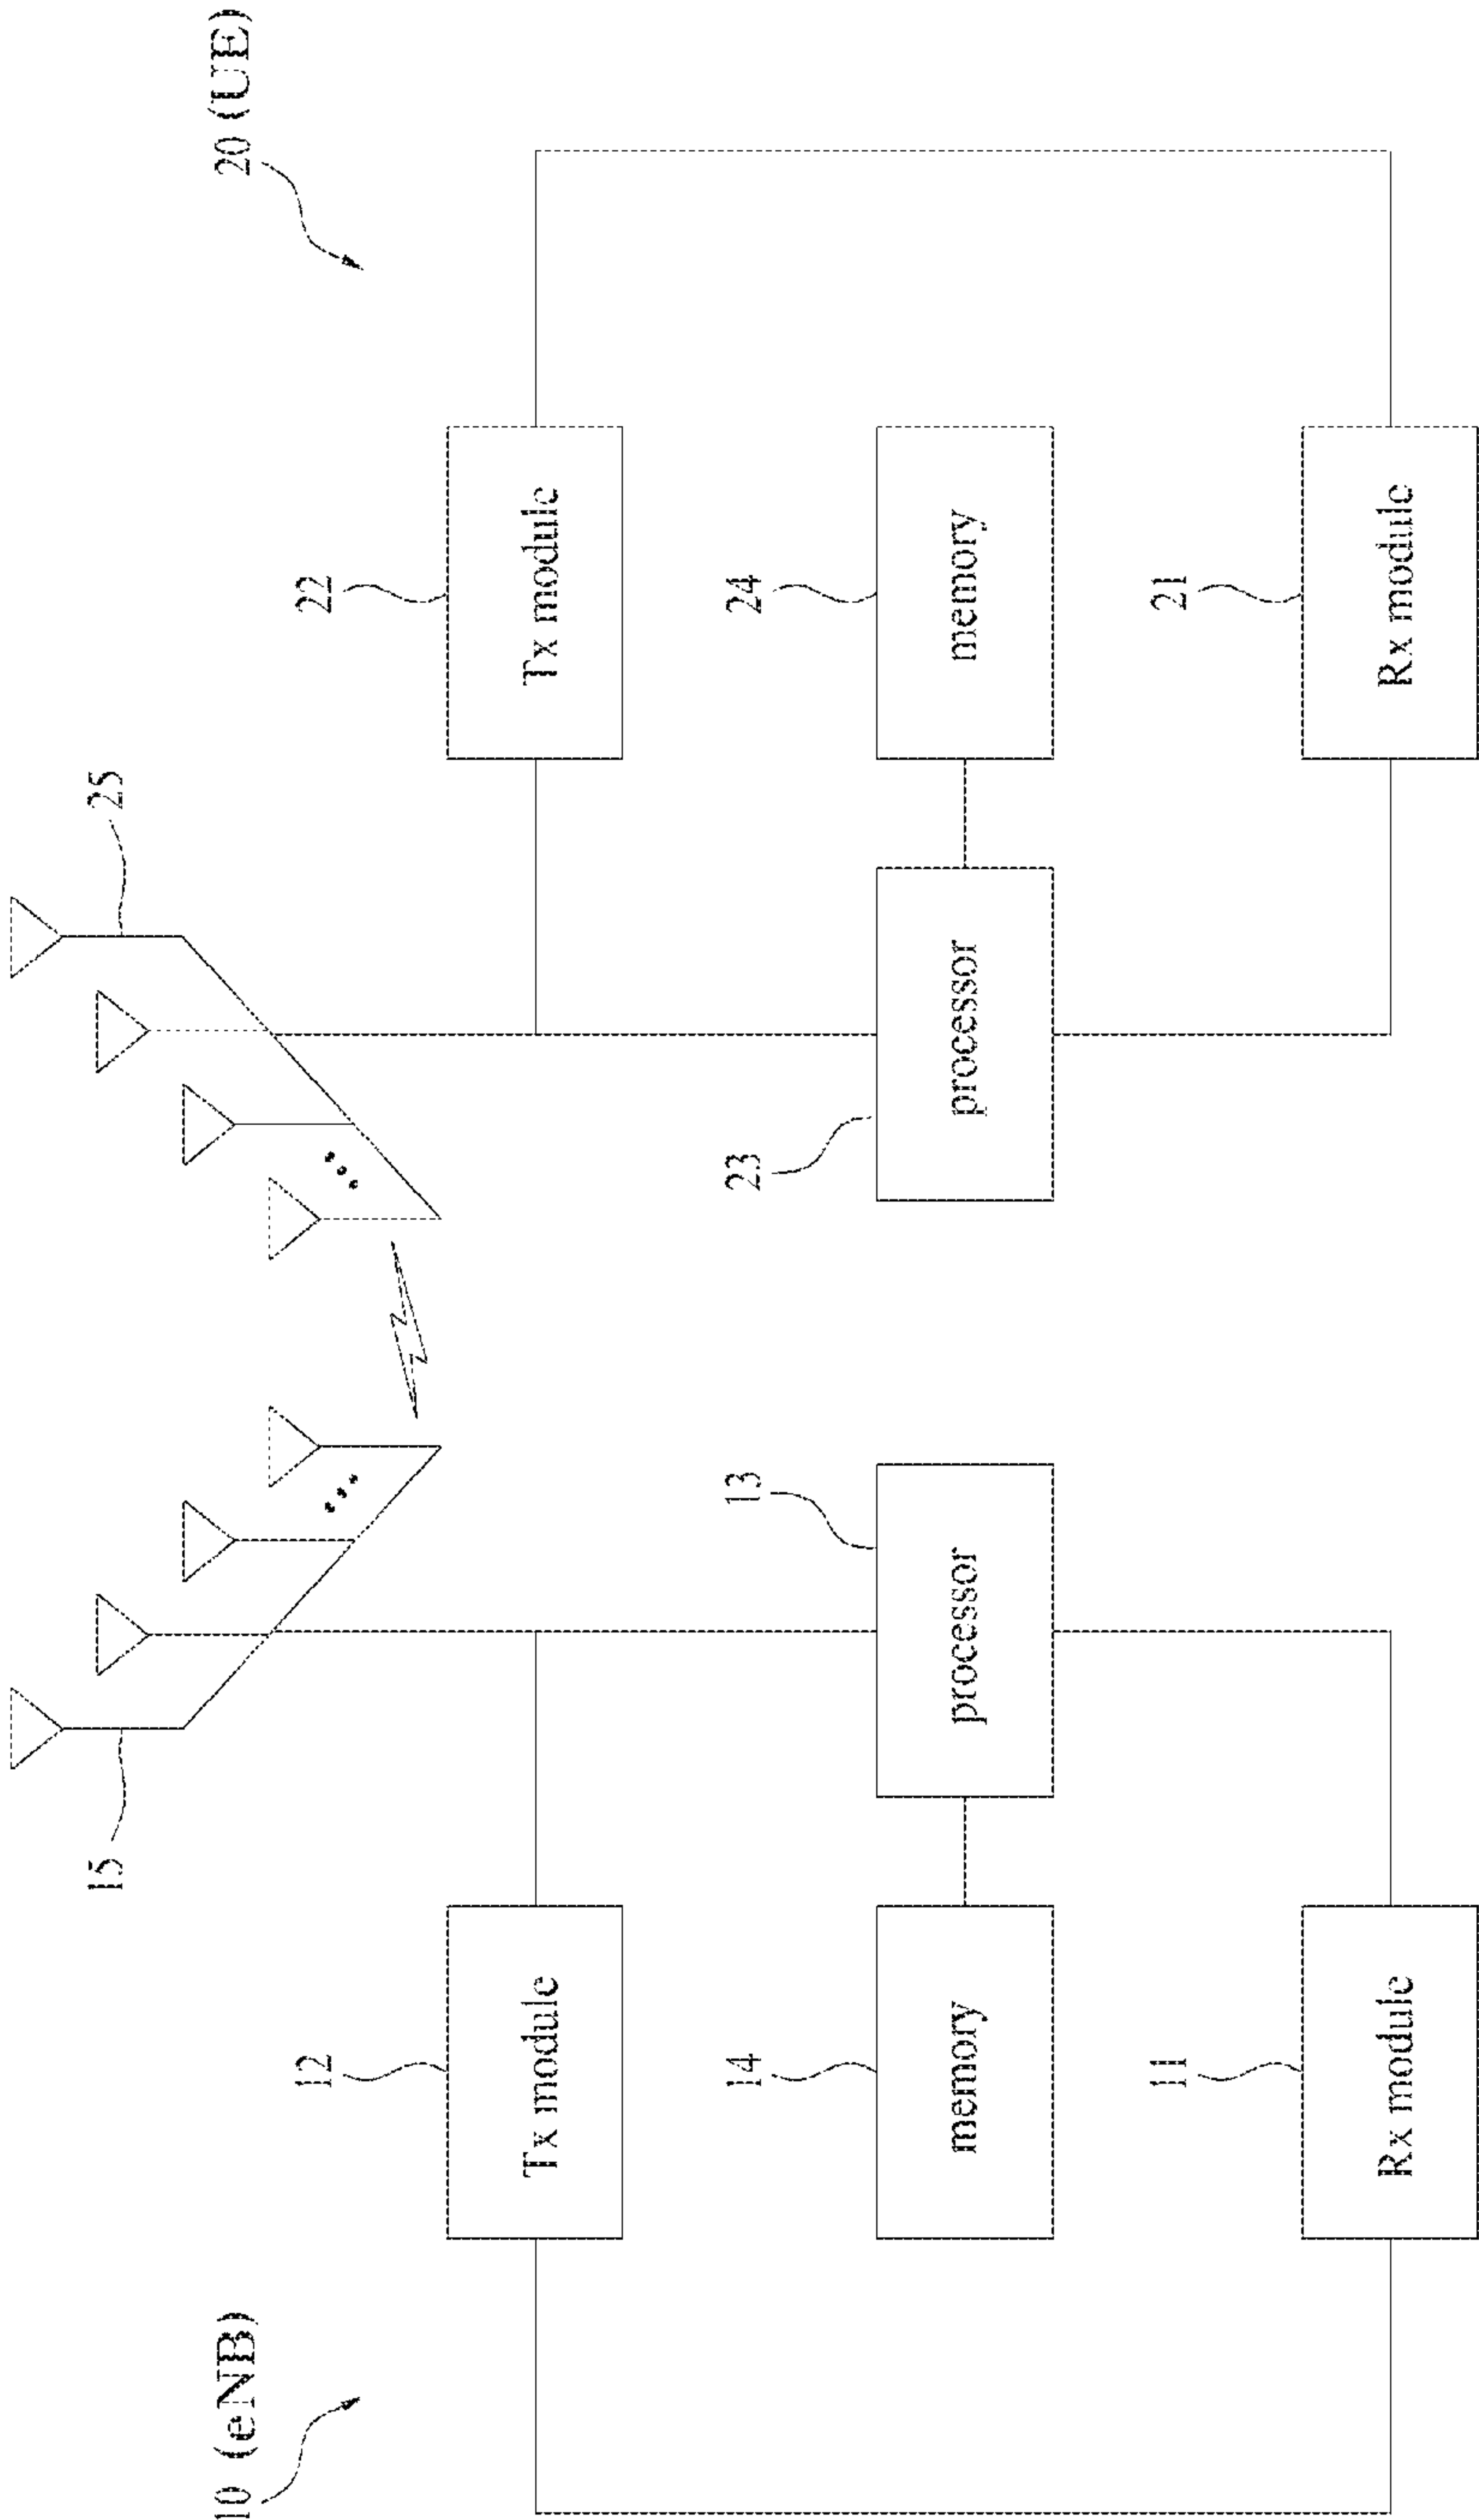 10 (eNB)
20 (UE)
15
25
12
Tx module
22
Tx module
13
23
14
memory
processor
processor
24
memory
11
Rx module
21
Rx module